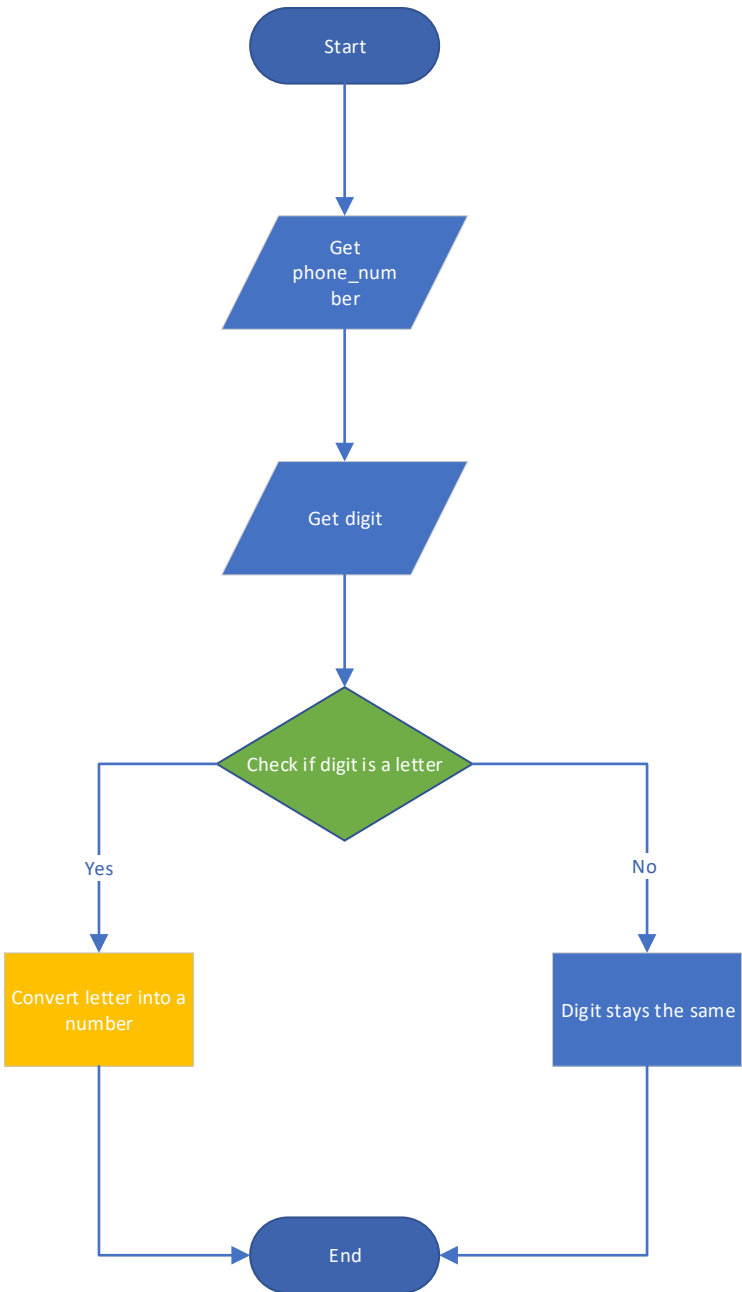 Start
Get
phone_num
ber
Get digit
Check if digit is a letter
Yes
No
Convert letter into a
number
Digit stays the same
End